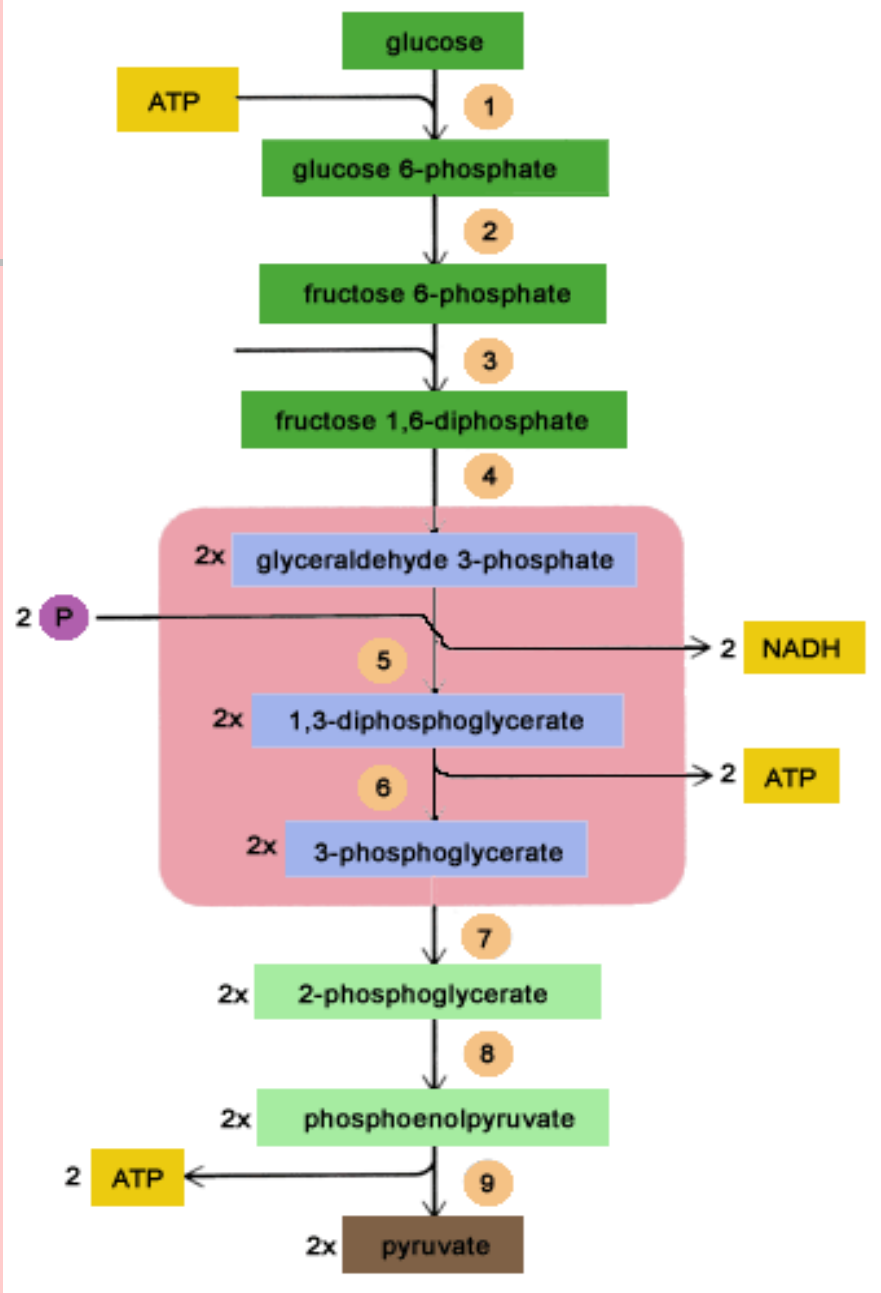 glucose
ATP
1
glucose 6-phosphate
2
fructose 6-phosphate
3
fructose 1,6-diphosphate
4
2x glyceraldehyde 3-phosphate
2 P
2 NADH
5
2x 1,3-diphosphoglycerate
2 ATP
6
2x 3-phosphoglycerate
7
2x 2-phosphoglycerate
8
2x phosphoenolpyruvate
2 ATP
9
2x pyruvate